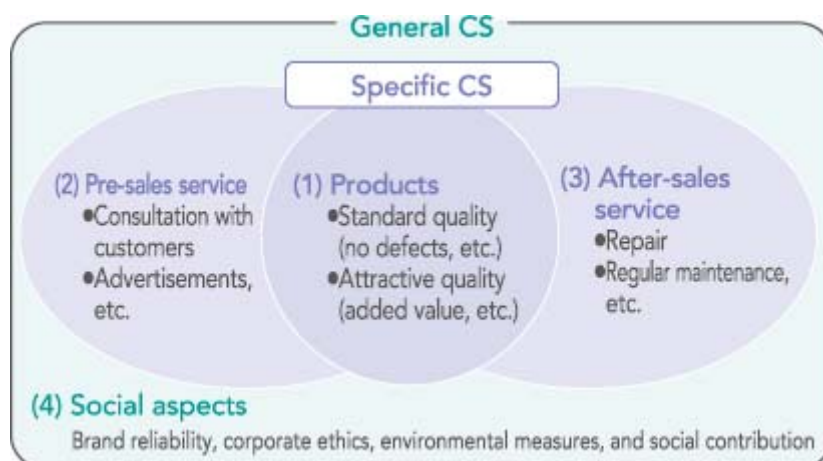 General CS
Specific CS
(2) Pre-sales service
●Consultation with
customers
●Advertisements,
etc.
(1) Products
●Standard quality
(no defects, etc.)
●Attractive quality
(added value, etc.)
(3) After-sales
service
●Repair
●Regular maintenance,
etc.
(4) Social aspects
Brand reliability, corporate ethics, environmental measures, and social contribution